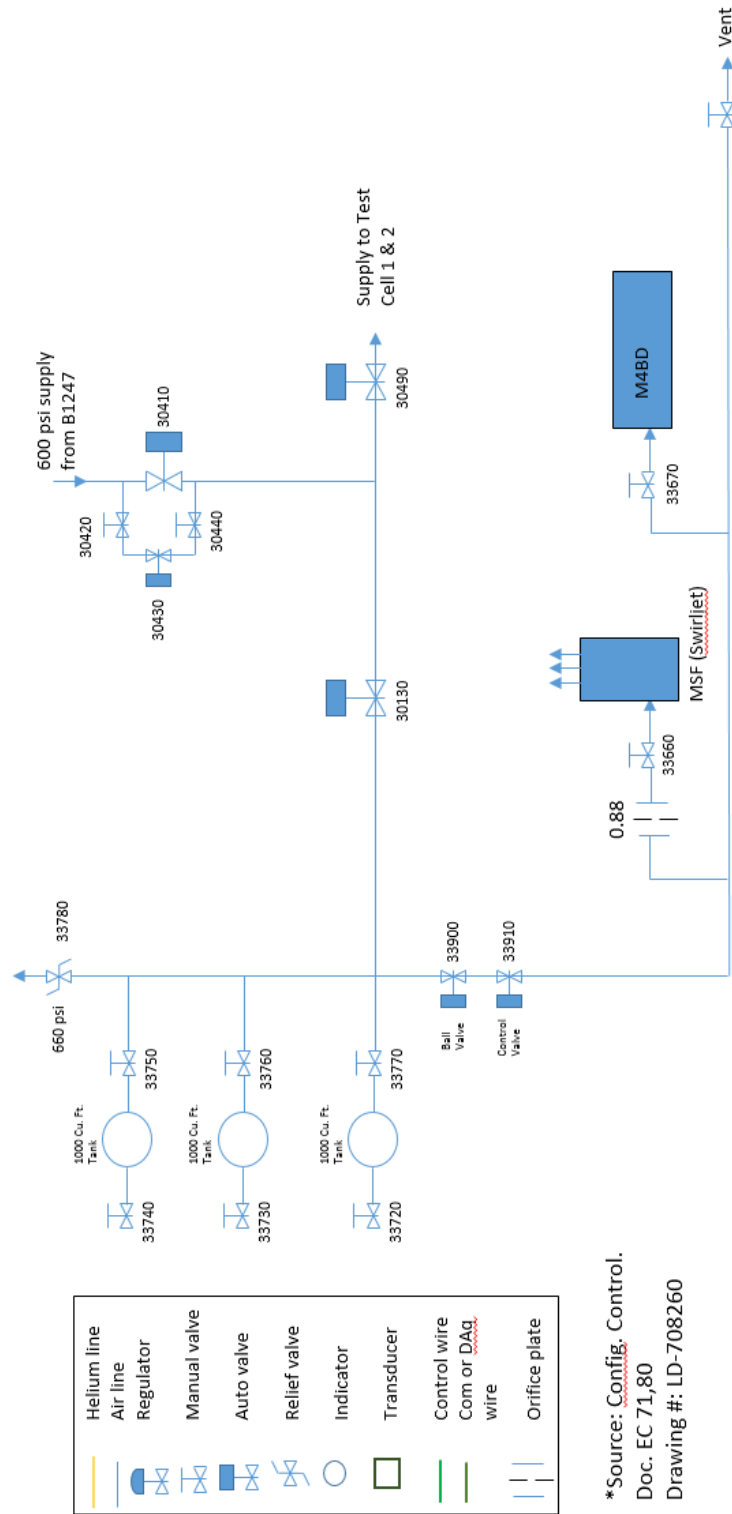 600 psi supply
from B1247
30410
30420
30440
30430
Supply to Test
Cell 1 & 2
30490
30130
33780
660 psi
1000 Cu. Ft.
Tank
33740
33750
1000 Cu. Ft.
Tank
33730
33760
1000 Cu. Ft.
Tank
33720
33770
Ball
Valve
33900
Control
Valve
33910
0.88
33660
MSF (Swirljet)
33670
M4BD
Vent
Helium line
Air line
Regulator
Manual valve
Auto valve
Relief valve
Indicator
Transducer
Control wire
Com or DAq
wire
Orifice plate
*Source: Config. Control.
Doc. EC 71,80
Drawing #: LD-708260